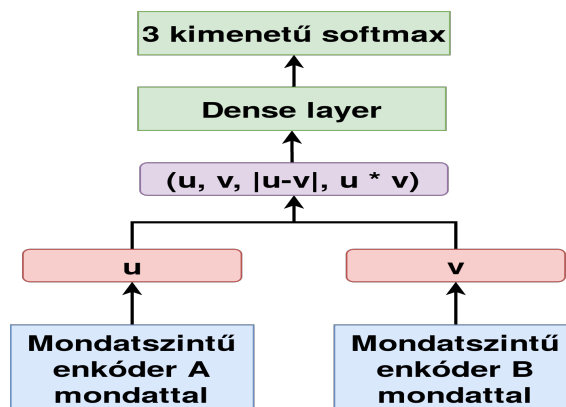 3 kimenetű softmax
Dense layer
(u, v, |u-v|, u * v)
u
v
Mondatszintű
enkóder A
mondattal
Mondatszintű
enkóder B
mondattal